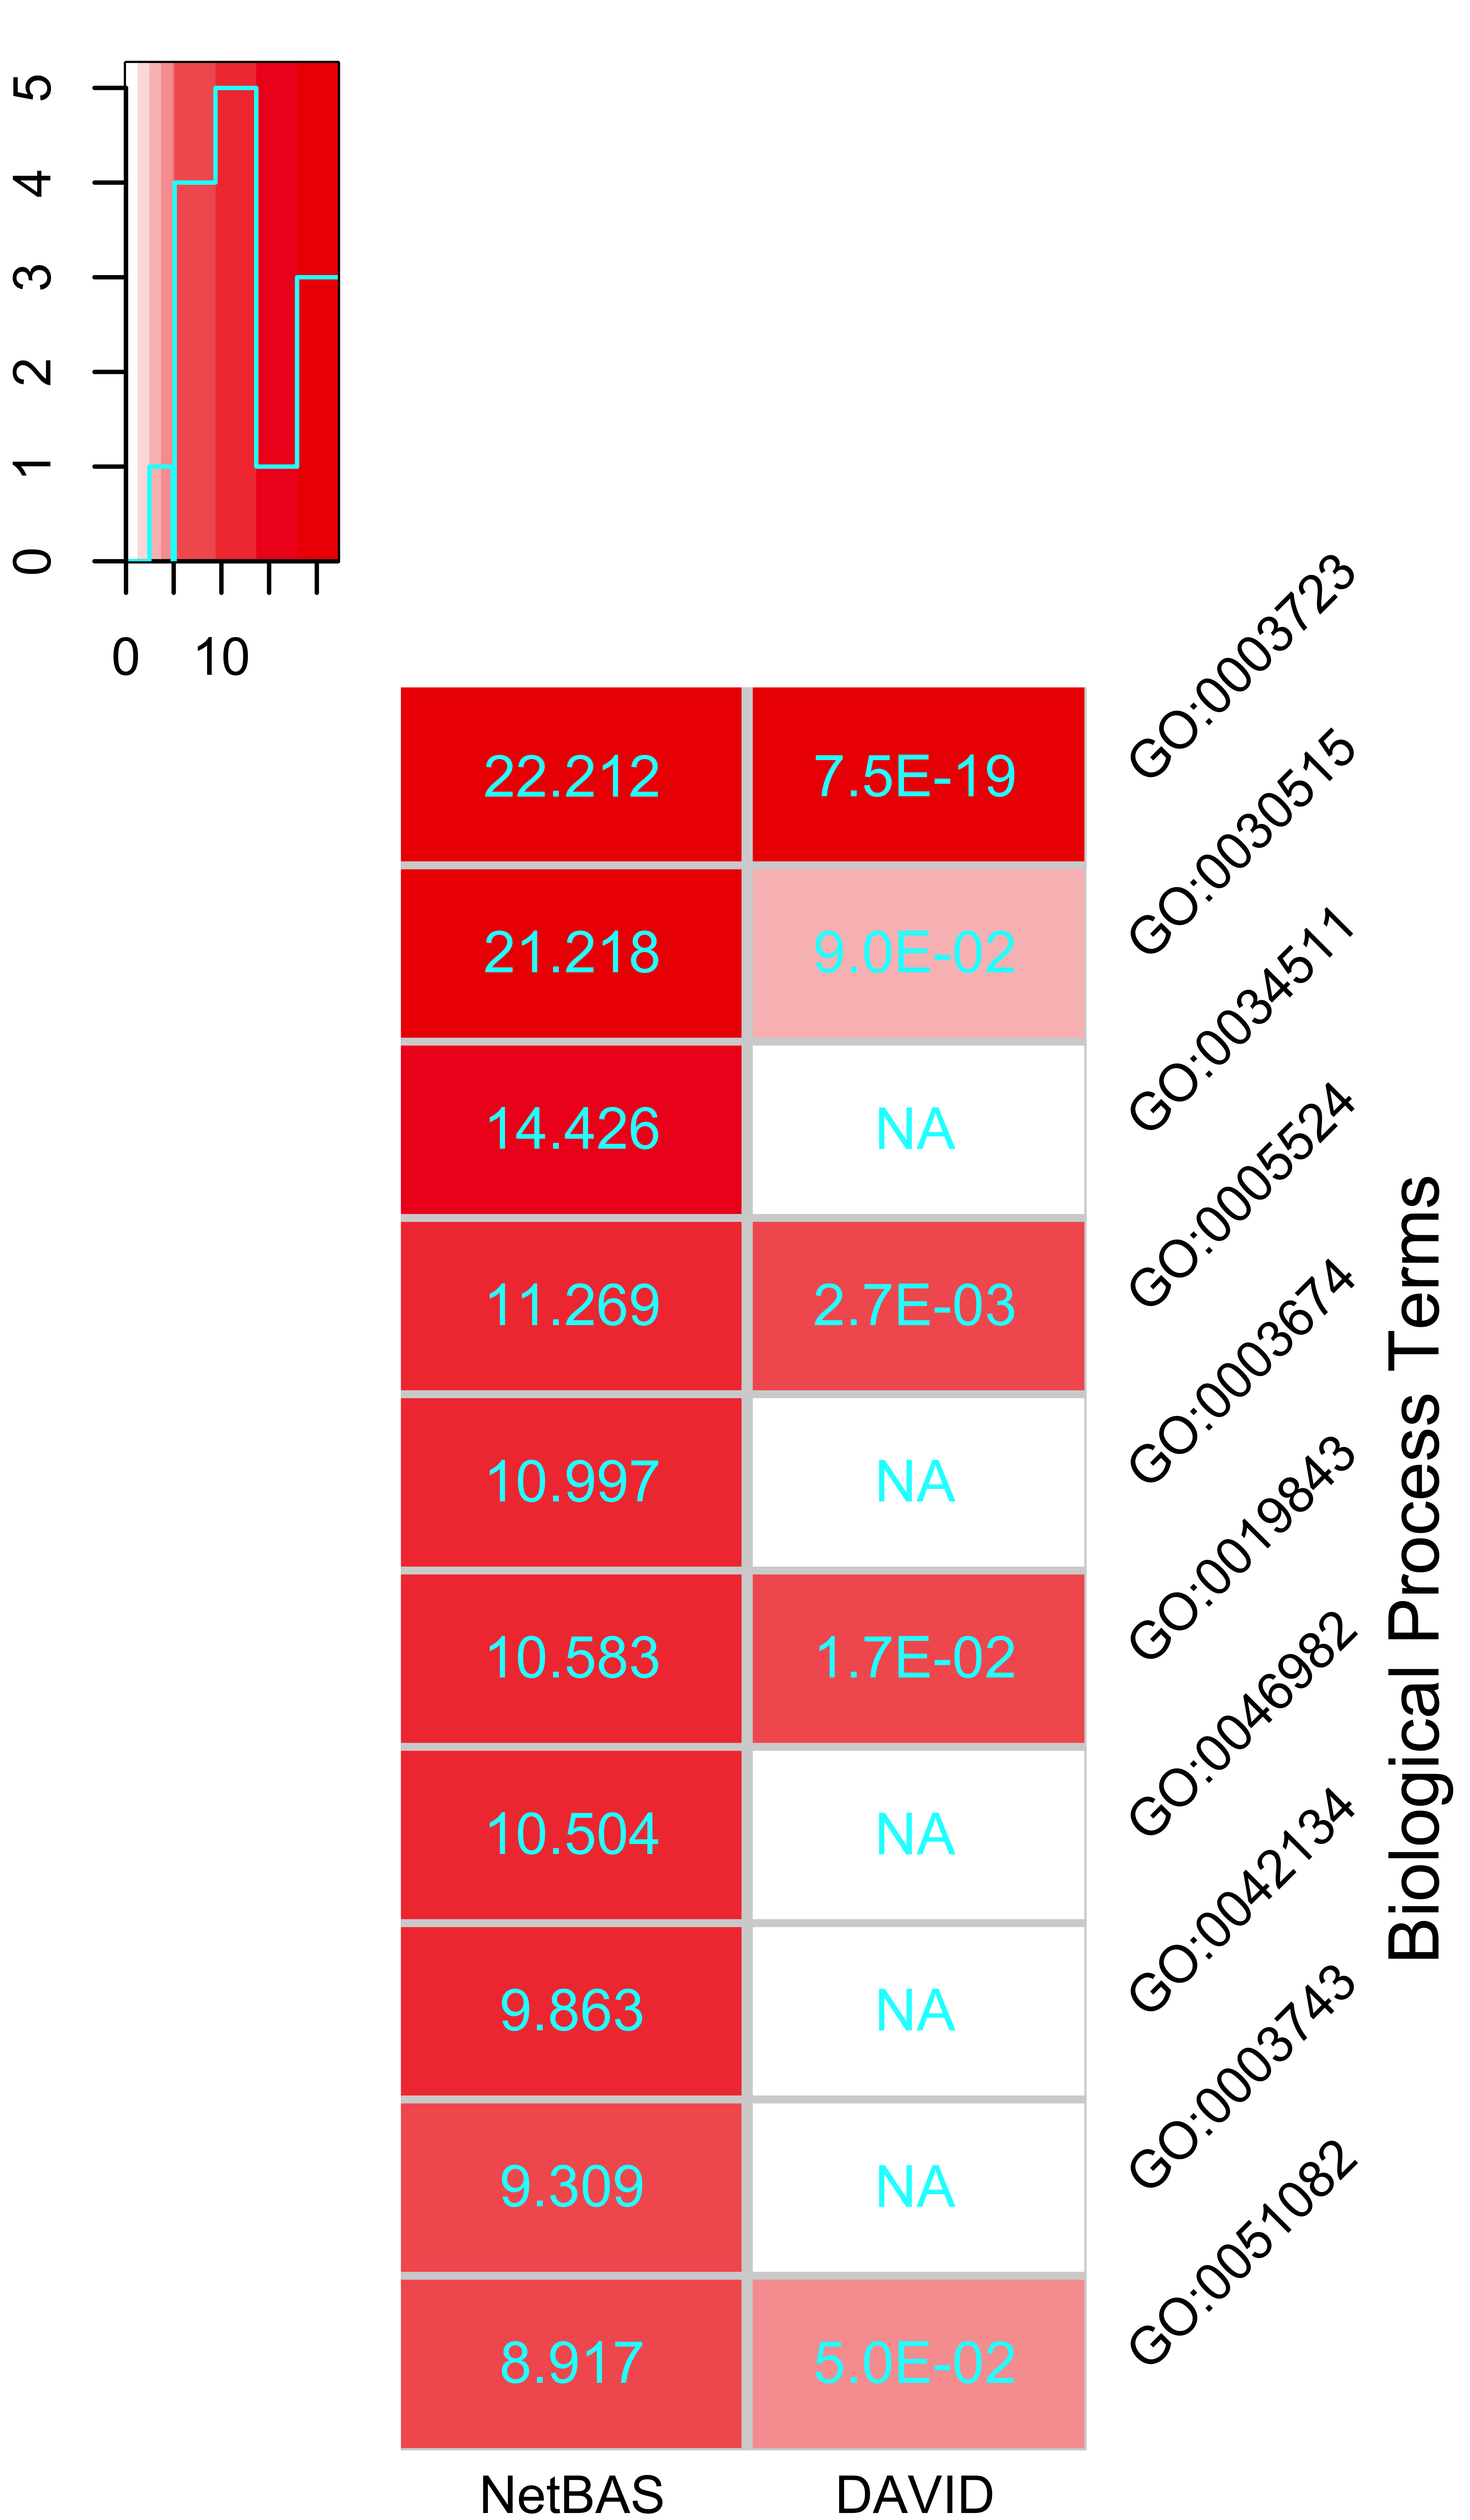 5
4
3
2
1
0
0 10
GO:0003723
22.212 7.5E-19
GO:0030515
21.218 9.0E-02
GO:0034511
14.426 NA
GO:0005524
11.269 2.7E-03
GO:0003674
10.997 NA
GO:0019843
10.583 1.7E-02
GO:0046982
10.504 NA
GO:0042134
9.863 NA
GO:0003743
9.309 NA
GO:0051082
8.917 5.0E-02
Biological Process Terms
NetBAS DAVID